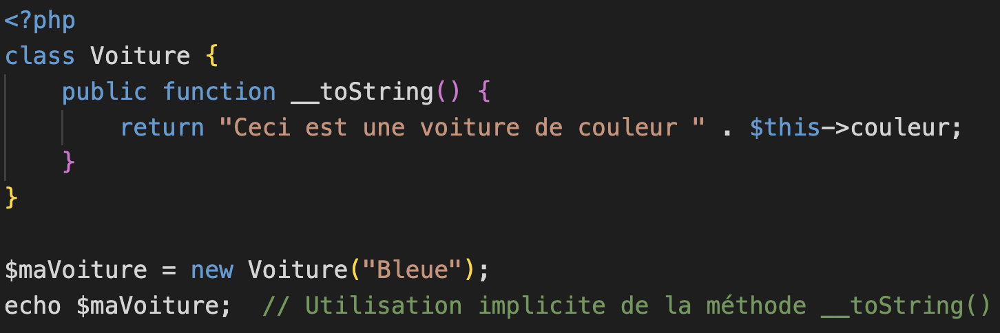 <?php
class Voiture {
    public function __toString() {
        return "Ceci est une voiture de couleur " . $this->couleur;
    }
}

$maVoiture = new Voiture("Bleue");
echo $maVoiture;  // Utilisation implicite de la méthode __toString()